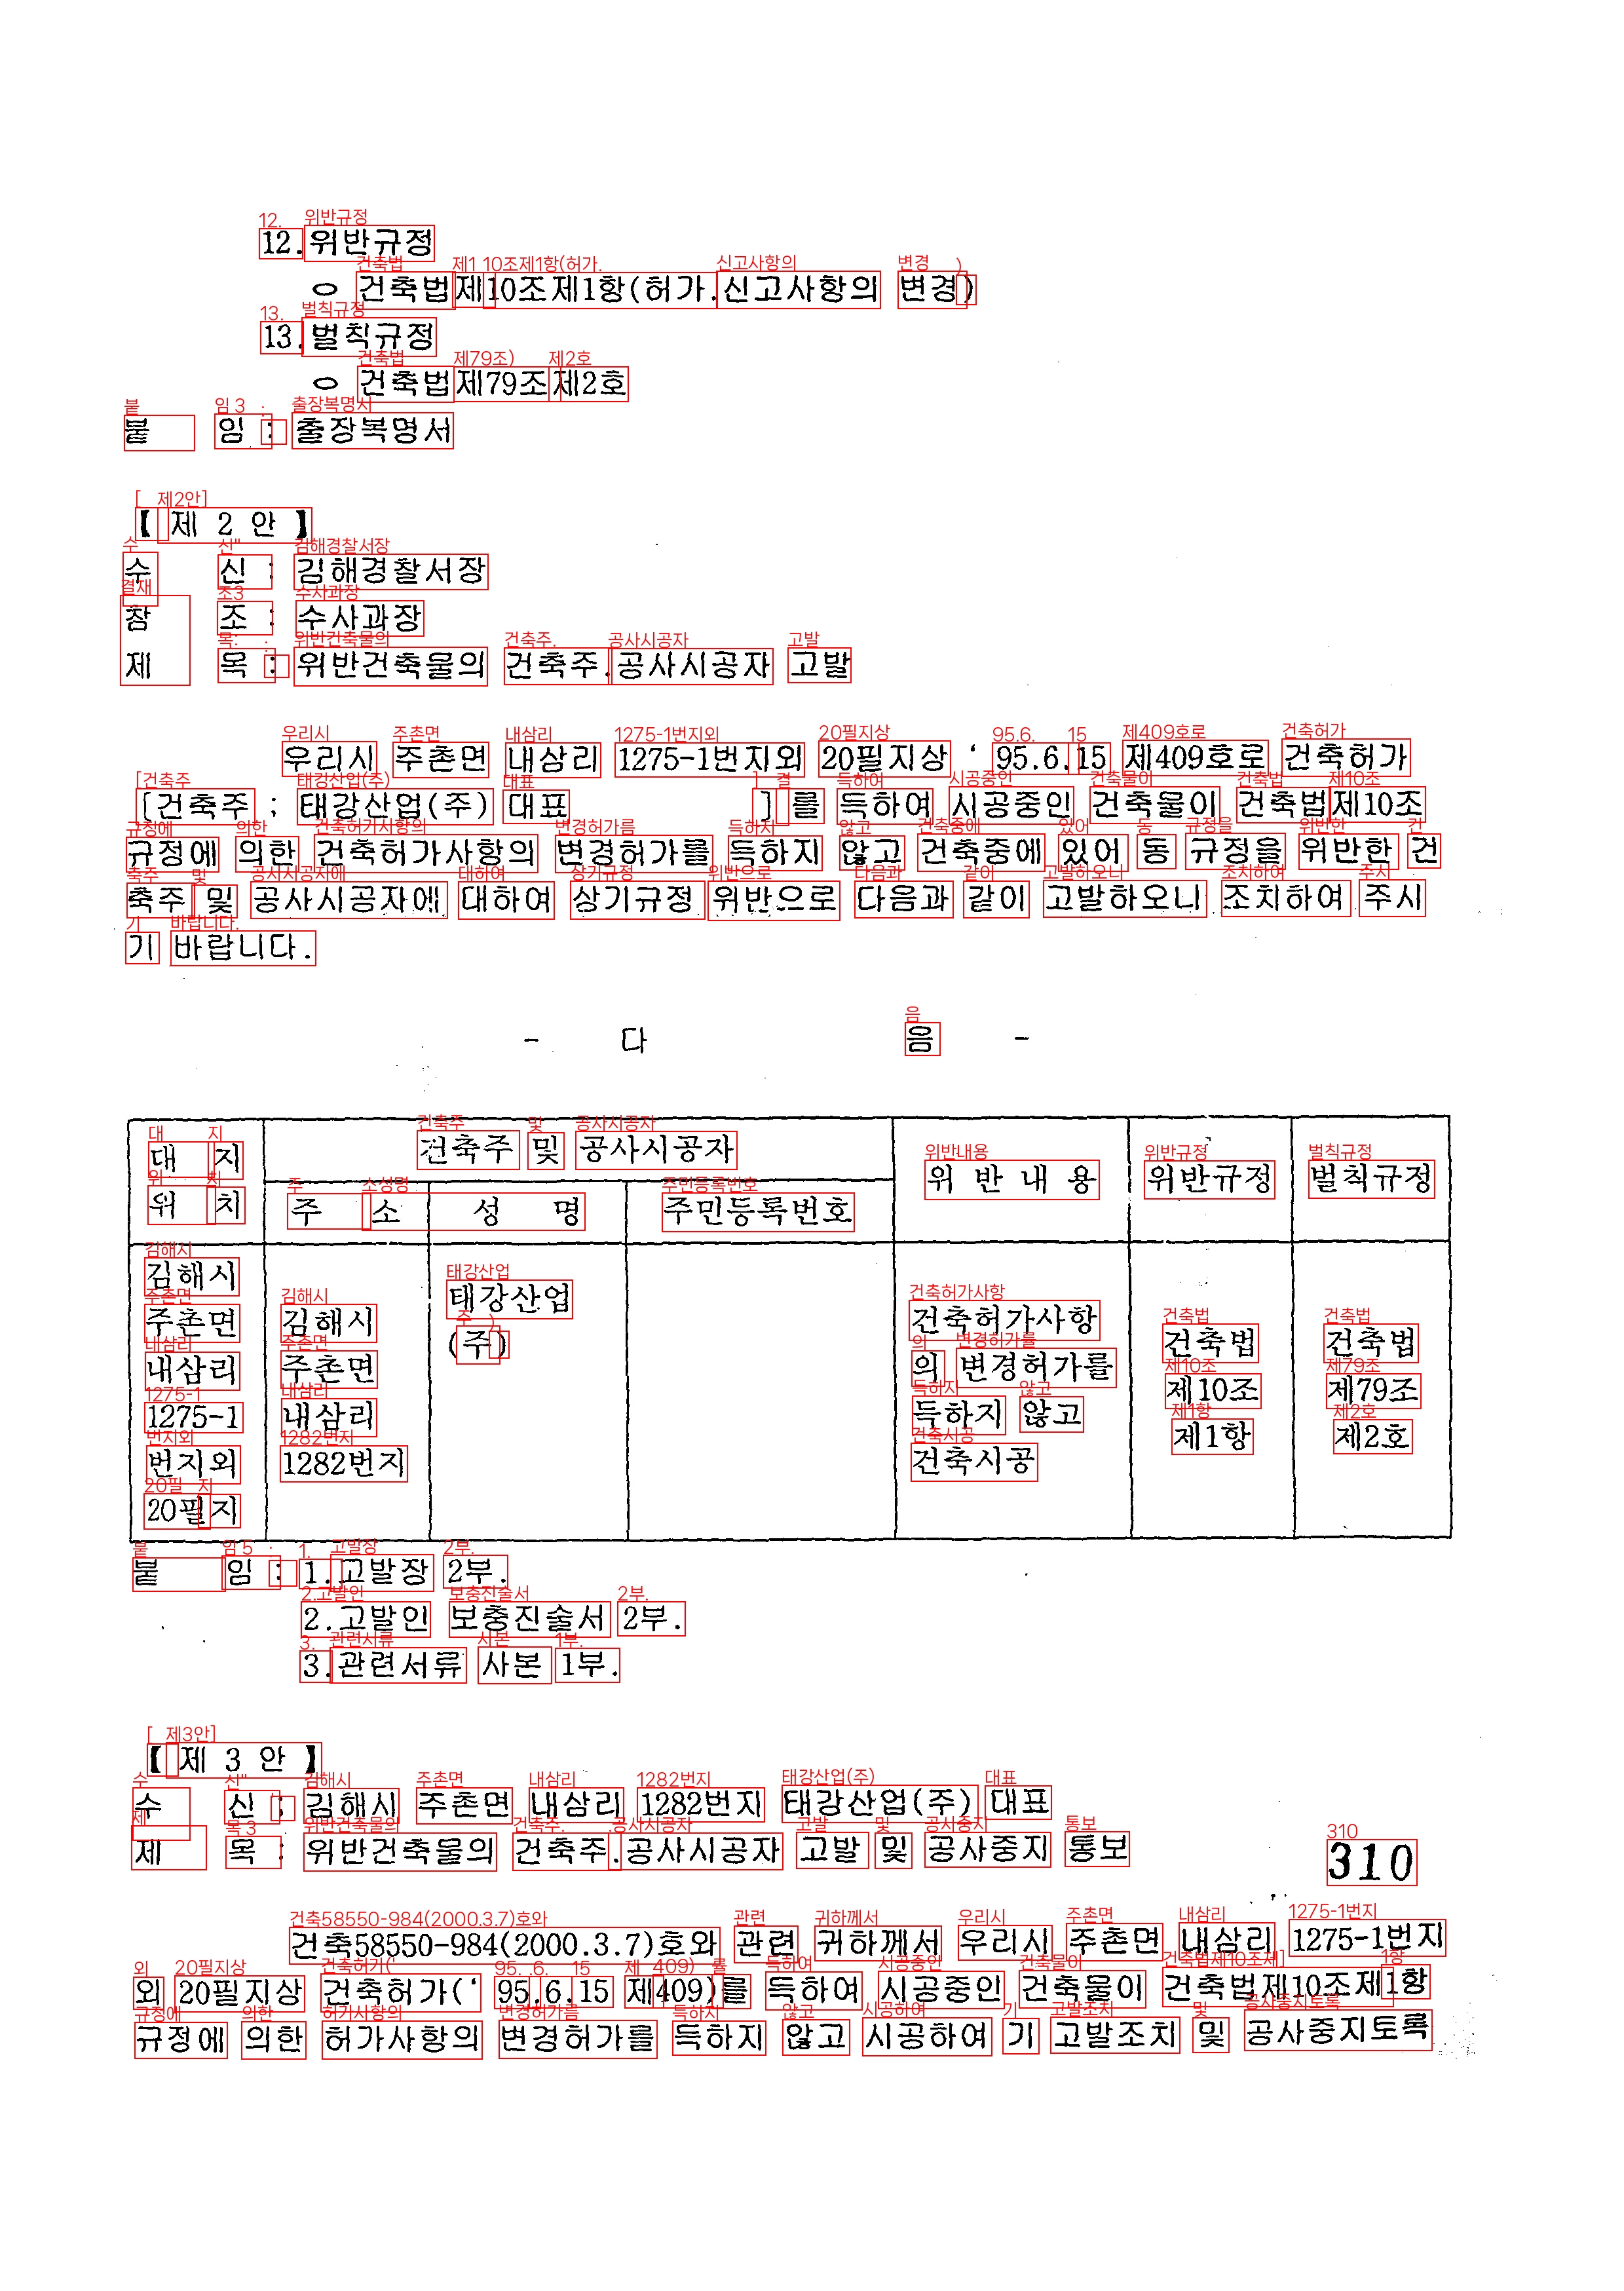 12.위반규정
ㅇ 건축법제10조제1항(허가.신고사항의 변경)
13.벌칙규정
ㅇ 건축법제79조제2호
붙 임 : 출장복명서
【 제 2 안 】
수 신 : 김해경찰서장
참 조 : 수사과장
제 목 : 위반건축물의 건축주.공사시공자 고발
우리시 주촌면 내삼리 1275-1번지외 20필지상 ‘ 95.6.15 제409호로 건축허가
[건축주 ; 태강산업(주) 대표 ] 를 득하여 시공중인 건축물이 건축법제10조
규정에 의한 건축허가사항의 변경허가를 득하지 않고 건축중에 있어 동 규정을 위반한 건
축주 및 공사시공자에 대하여 상기규정 위반으로 다음과 같이 고발하오니 조치하여 주시
기 바랍니다.
- 다 음 -
대 지 건축주 및 공사시공자 위 반 내 용 위반규정 벌칙규정
위 치 주 소 성 명 주민등록번호
김해시 주촌면 내삼리 1275-1 번지외 20필지
김해시 주촌면 내삼리 1282번지
태강산업 (주)
건축허가사항의 변경허가를 득하지 않고 건축시공
건축법 제10조 제1항
건축법 제79조 제2호
붙 임 : 1.고발장 2부.
2.고발인 보충진술서 2부.
3.관련서류 사본 1부.
【 제 3 안 】
수 신 : 김해시 주촌면 내삼리 1282번지 태강산업(주) 대표
제 목 : 위반건축물의 건축주.공사시공자 고발 및 공사중지 통보
310
건축58550-984(2000.3.7)호와 관련 귀하께서 우리시 주촌면 내삼리 1275-1번지
외 20필지상 건축허가(‘ 95.6.15 제409)를 득하여 시공중인 건축물이 건축법제10조제1항
규정에 의한 허가사항의 변경허가를 득하지 않고 시공하여 기 고발조치 및 공사중지토록